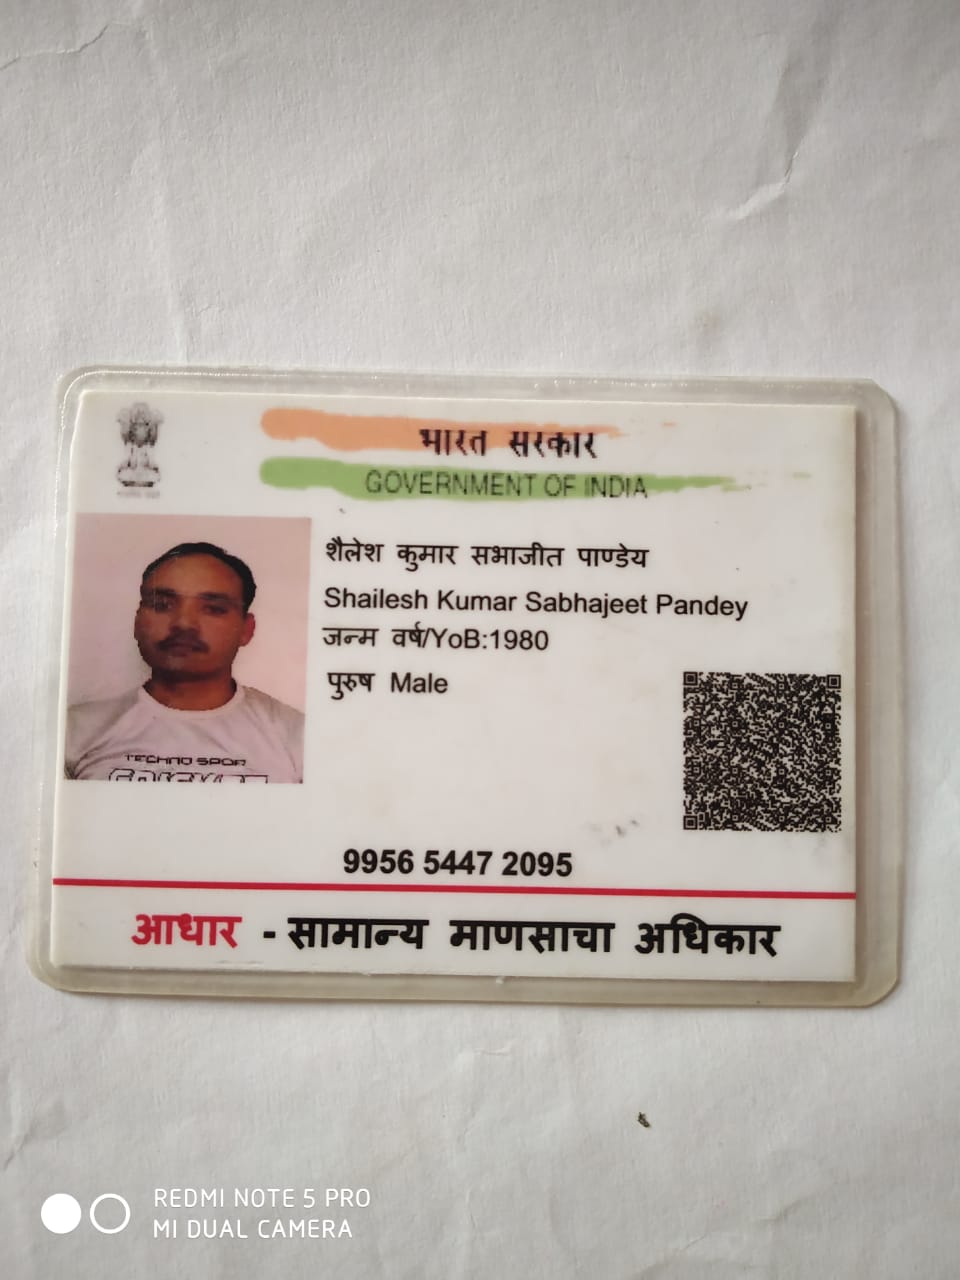 भारत सरकार
GOVERNMENT OF INDIA
शैलेश कुमार सभाजीत पाण्डेय
Shailesh Kumar Sabhajeet Pandey
जन्म वर्ष/YoB:1980
पुरुष Male
TECHNO SPOR
9956 5447 2095
आधार - सामान्य माणसाचा अधिकार
REDMI NOTE 5 PRO
MI DUAL CAMERA